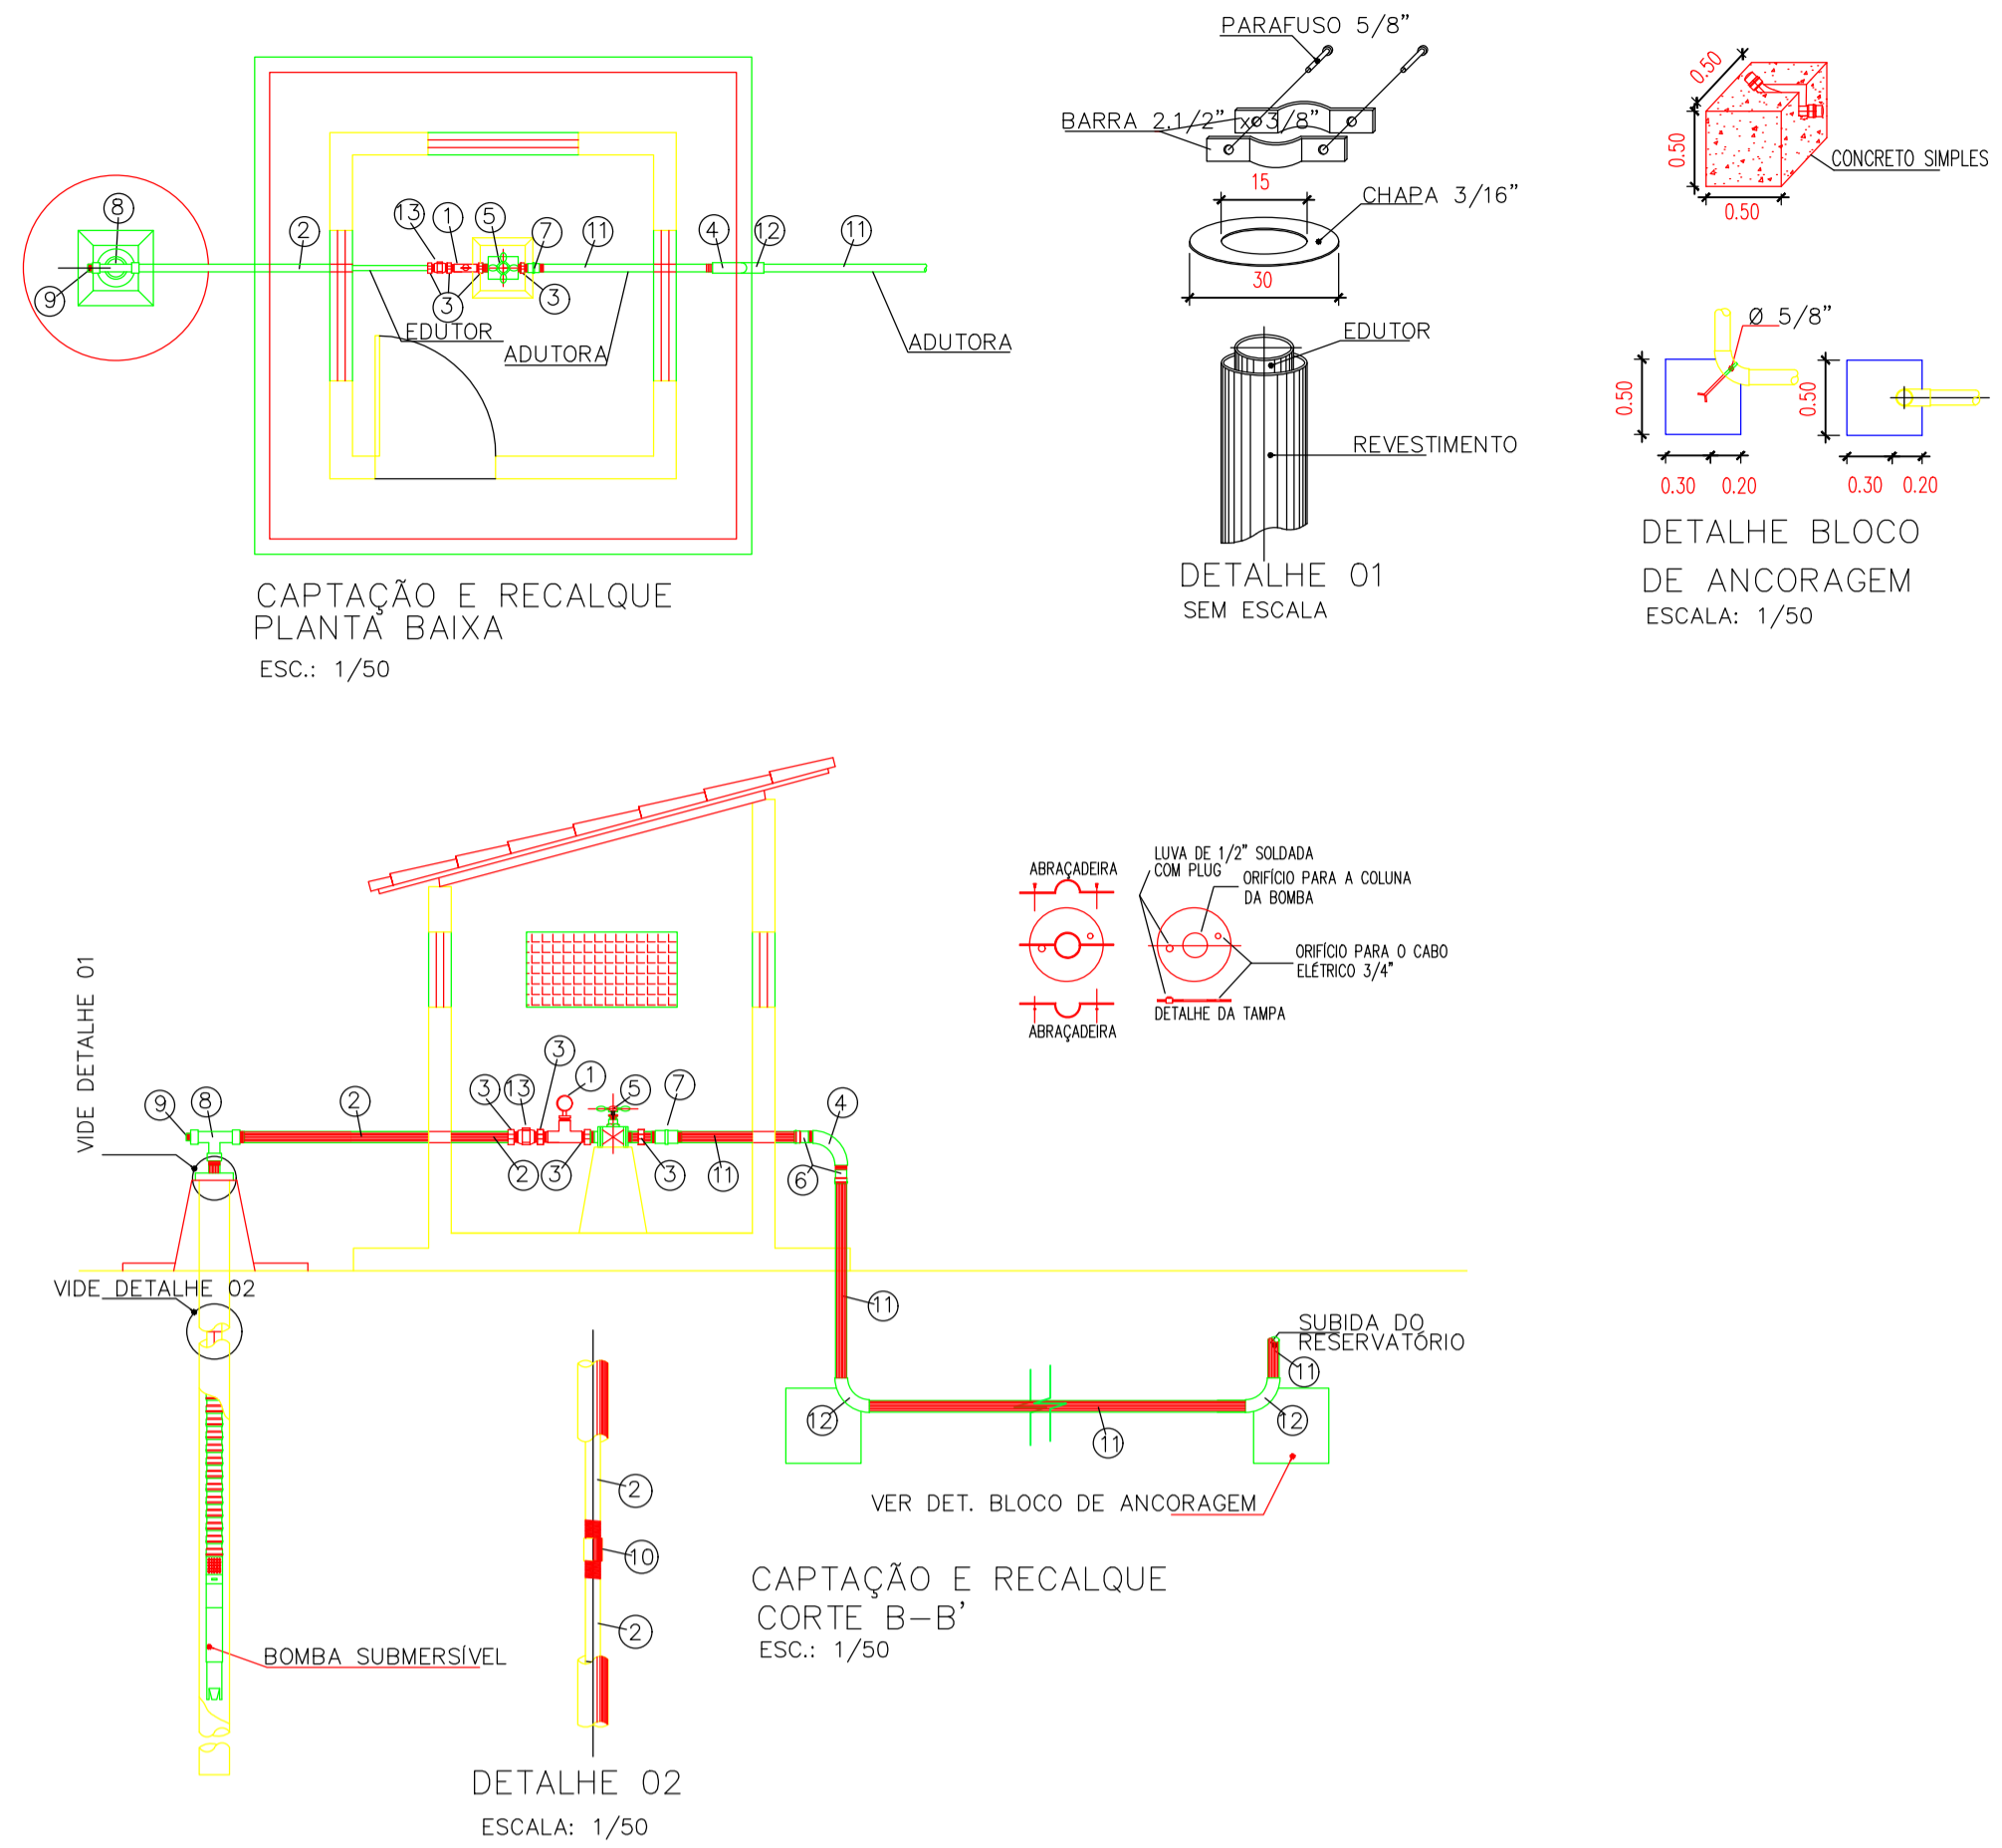 8
2
13
1
5
7
11
4
12
11
9
3
3
EDUTOR
ADUTORA
ADUTORA
CAPTAÇÃO E RECALQUE
PLANTA BAIXA
ESC.: 1/50
PARAFUSO 5/8”
BARRA 2.1/2” x 3/8”
15
CHAPA 3/16”
30
EDUTOR
REVESTIMENTO
DETALHE 01
SEM ESCALA
0.50
0.50
0.50
CONCRETO SIMPLES
Ø 5/8”
0.50
0.50
0.30 0.20
0.30 0.20
DETALHE BLOCO
DE ANCORAGEM
ESCALA: 1/50
ABRAÇADEIRA
ABRAÇADEIRA
LUVA DE 1/2” SOLDADA
COM PLUG
ORIFÍCIO PARA A COLUNA
DA BOMBA
ORIFÍCIO PARA O CABO
ELÉTRICO 3/4”
DETALHE DA TAMPA
VIDE DETALHE 01
9
8
2
3
13
3
1
5
7
4
2
3
3
11
6
VIDE DETALHE 02
11
SUBIDA DO
RESERVATÓRIO
11
12
11
12
VER DET. BLOCO DE ANCORAGEM
2
10
2
BOMBA SUBMERSÍVEL
CAPTAÇÃO E RECALQUE
CORTE B-B’
ESC.: 1/50
DETALHE 02
ESCALA: 1/50